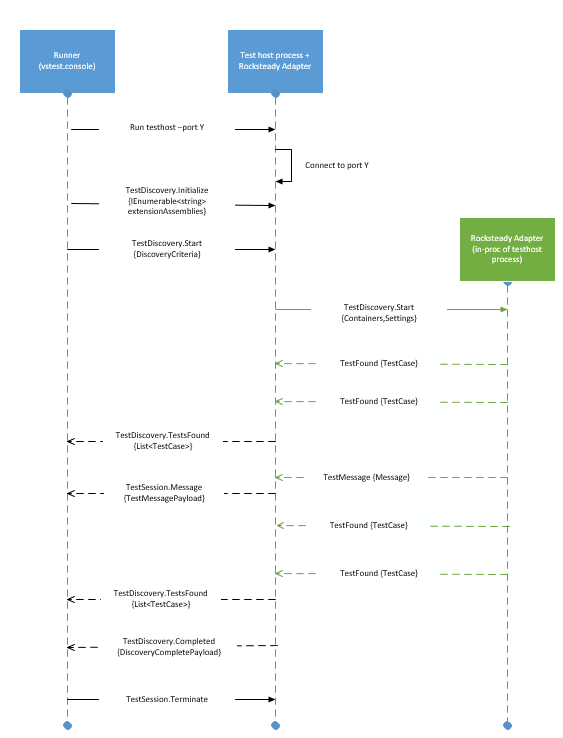 Runner
(vstest.console)
Test host process +
Rocksteady Adapter
Run testhost –port Y
Connect to port Y
TestDiscovery.Initialize
{IEnumerable<string>
extensionAssemblies}
TestDiscovery.Start
{DiscoveryCriteria}
Rocksteady Adapter
(in-proc of testhost
process)
TestDiscovery.Start
{Containers,Settings}
TestFound {TestCase}
TestFound {TestCase}
TestDiscovery.TestsFound
{List<TestCase>}
TestMessage {Message}
TestSession.Message
{TestMessagePayload}
TestFound {TestCase}
TestFound {TestCase}
TestDiscovery.TestsFound
{List<TestCase>}
TestDiscovery.Completed
{DiscoveryCompletePayload}
TestSession.Terminate